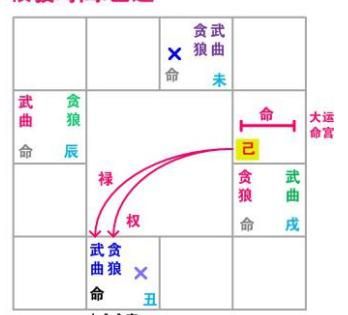 贪 武
狼 曲
命 未
武 贪
曲 狼
命 辰
命
大运
命宫
己
禄
权
贪 武
狼 曲
命 戌
武 贪
曲 狼
命 丑